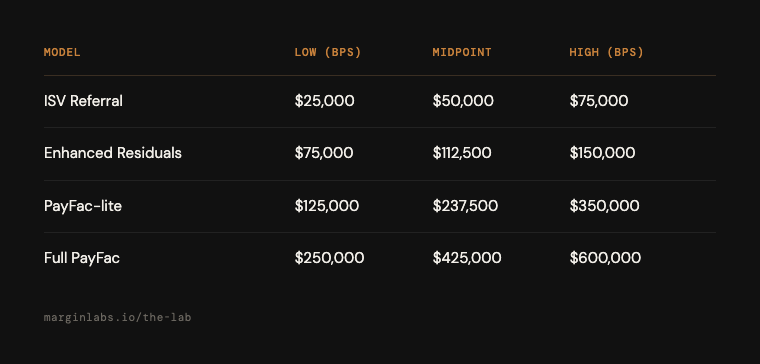 MODEL LOW (BPS) MIDPOINT HIGH (BPS)
ISV Referral $25,000 $50,000 $75,000
Enhanced Residuals $75,000 $112,500 $150,000
PayFac-lite $125,000 $237,500 $350,000
Full PayFac $250,000 $425,000 $600,000
marginlabs.io/the-lab